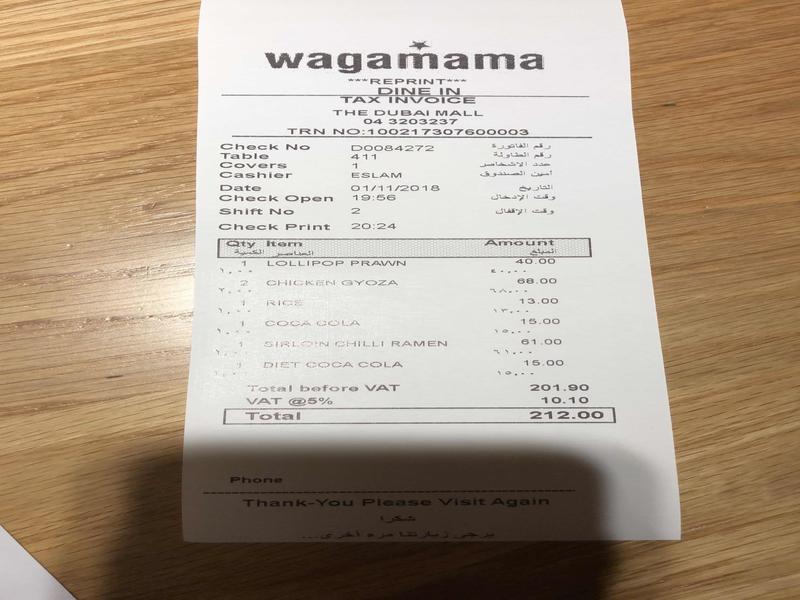 wagamama
***REPRINT***
DINE IN
TAX INVOICE
THE DUBAI MALL
04 3203237
TRN NO:100217307600003
Check No D0084272 رقم الفاتورة
Table 411 رقم الطاولة
Covers 1 عدد الاشخاصر
Cashier ESLAM أمين الصندوق
Date 01/11/2018 التاريخ
Check Open 19:56 وقت الإدخال
Shift No 2 وقت الإقفال
Check Print 20:24
Qty Item Amount
الكمية العناصر المبلغ
1 LOLLIPOP PRAWN 40.00
١,٠٠ ٤٠,٠٠
2 CHICKEN GYOZA 68.00
٢,٠٠ ٦٨,٠٠
1 RICE 13.00
١,٠٠ ١٣,٠٠
1 COCA COLA 15.00
١,٠٠ ١٥,٠٠
1 SIRLOIN CHILLI RAMEN 61.00
١,٠٠ ٦١,٠٠
1 DIET COCA COLA 15.00
١,٠٠ ١٥,٠٠
Total before VAT 201.90
VAT @5% 10.10
Total 212.00
Phone
Thank-You Please Visit Again
شكرا
يرجى زيارتنا مره أخرى...